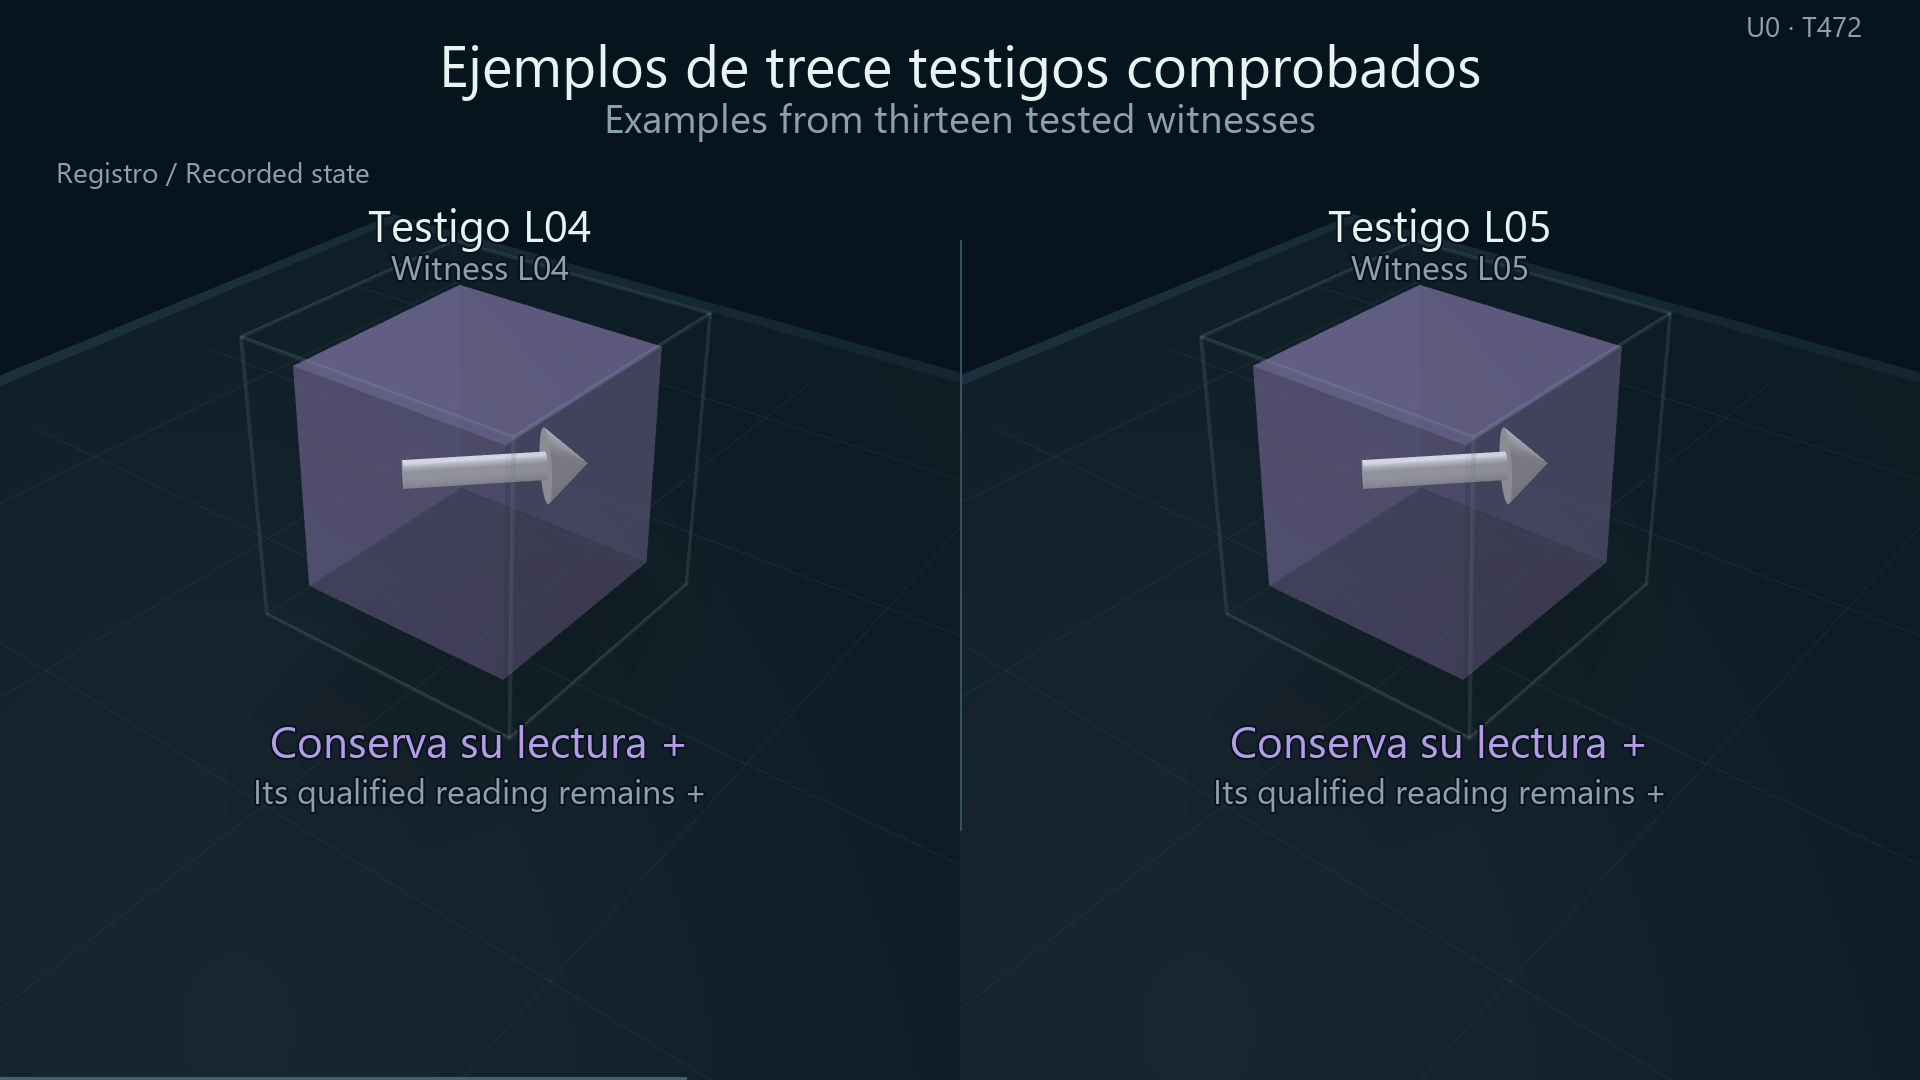 U0 · T472
Ejemplos de trece testigos comprobados
Examples from thirteen tested witnesses
Registro / Recorded state
Testigo L04
Witness L04
Conserva su lectura +
Its qualified reading remains +
Testigo L05
Witness L05
Conserva su lectura +
Its qualified reading remains +